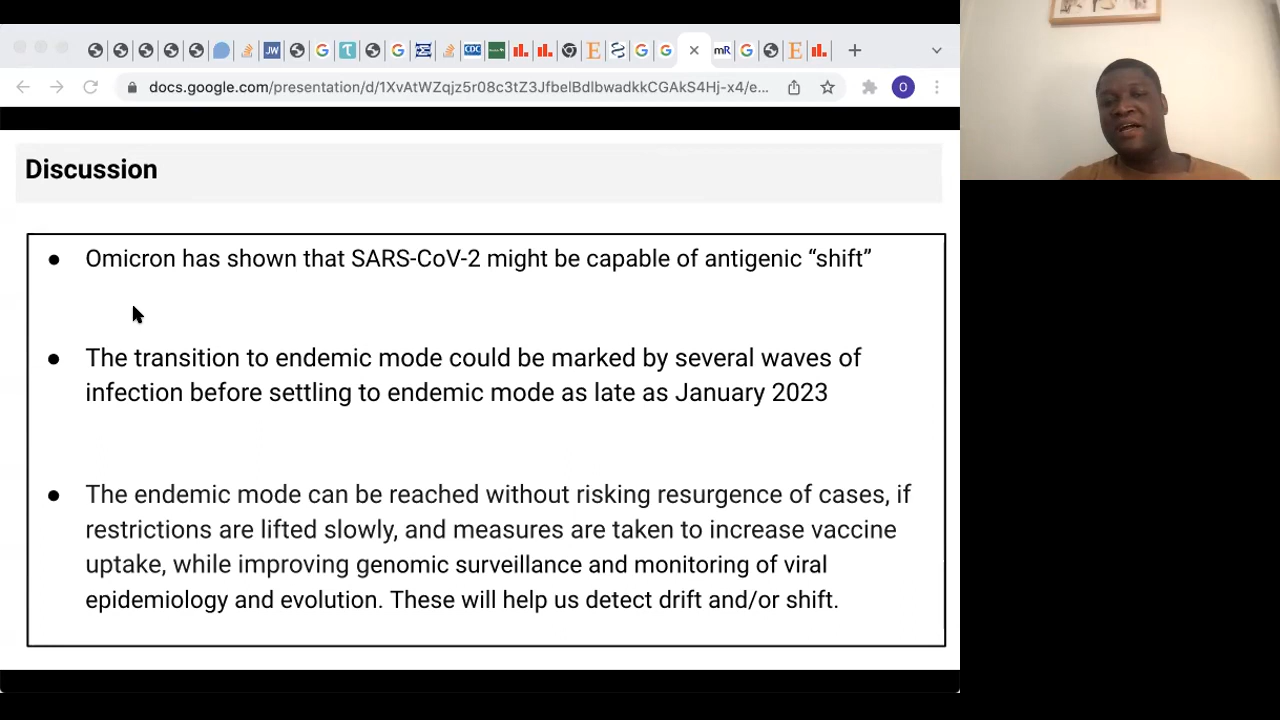 JW
CDC
mR
docs.google.com/presentation/d/1XvAtWZqjz5r08c3tZ3JfbelBdlbwadkkCGAkS4Hj-x4/e...
O
Discussion
● Omicron has shown that SARS-CoV-2 might be capable of antigenic “shift”
● The transition to endemic mode could be marked by several waves of
infection before settling to endemic mode as late as January 2023
● The endemic mode can be reached without risking resurgence of cases, if
restrictions are lifted slowly, and measures are taken to increase vaccine
uptake, while improving genomic surveillance and monitoring of viral
epidemiology and evolution. These will help us detect drift and/or shift.